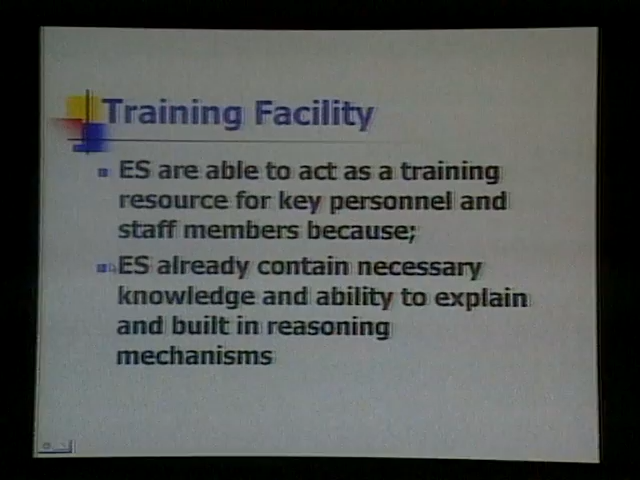 Training Facility
ES are able to act as a training
resource for key personnel and
staff members because;
ES already contain necessary
knowledge and ability to explain
and built in reasoning
mechanisms